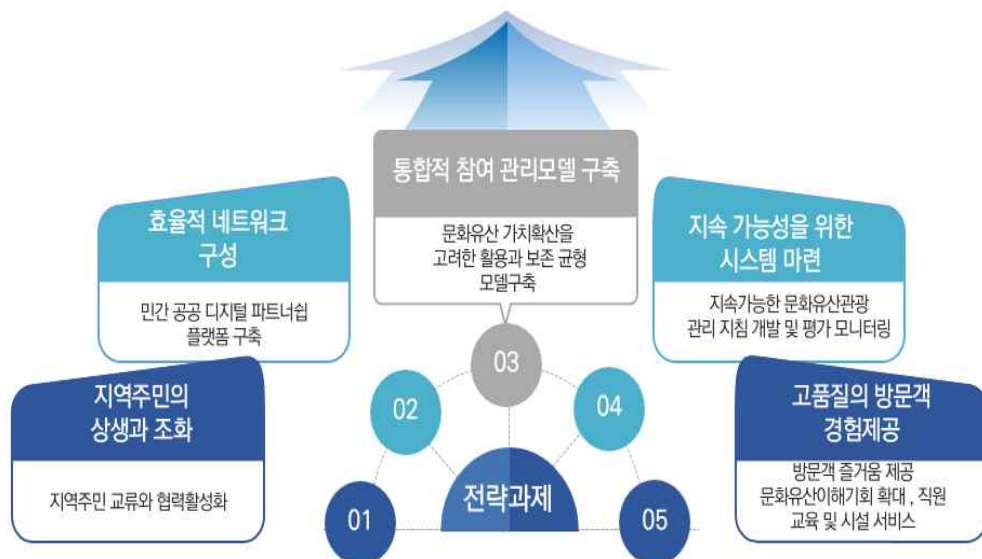 통합적 참여 관리모델 구축
문화유산 가치확산을
고려한 활용과 보존 균형
모델구축
효율적 네트워크
구성
민간 공공 디지털 파트너쉽
플랫폼 구축
지속 가능성을 위한
시스템 마련
지속가능한 문화유산관광
관리 지침 개발 및 평가 모니터링
지역주민의
상생과 조화
지역주민 교류와 협력활성화
고품질의 방문객
경험제공
방문객 즐거움 제공
문화유산이해기회 확대 , 직원
교육 및 시설 서비스
01
02
03
04
05
전략과제